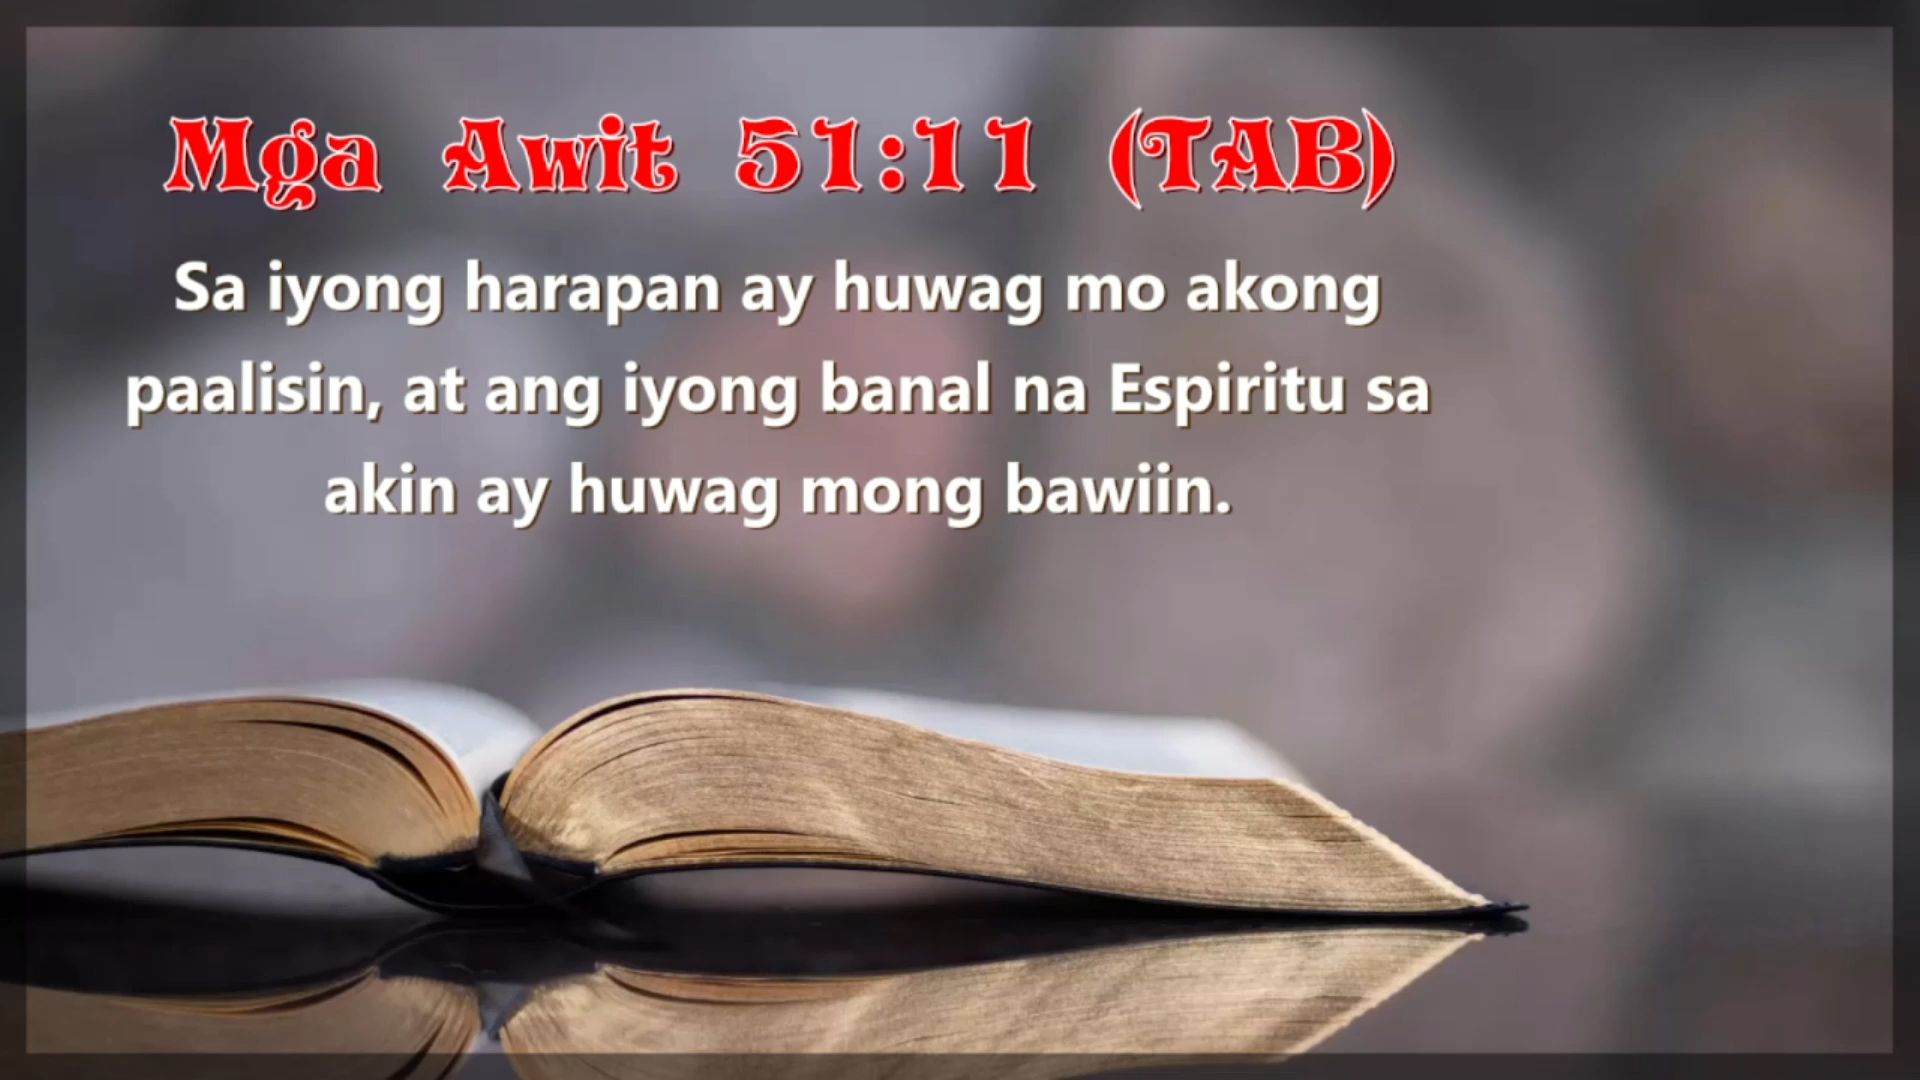 Mga Awit 51:11 (TAB)
Sa iyong harapan ay huwag mo akong
paalisin, at ang iyong banal na Espiritu sa
akin ay huwag mong bawiin.